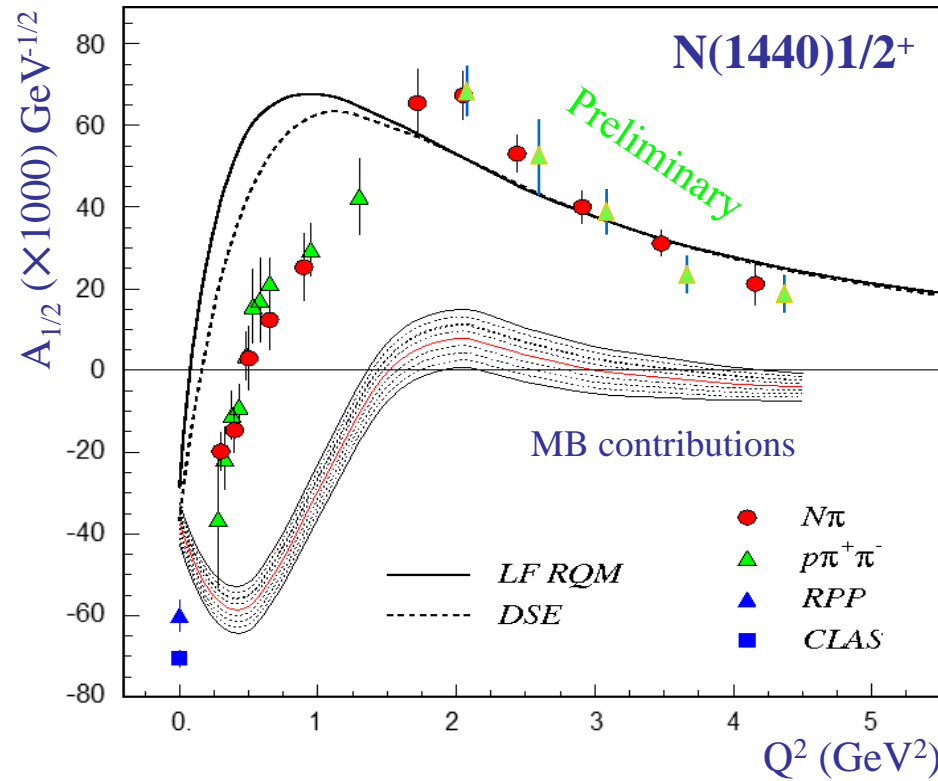 N(1440)1/2⁺
Preliminary
A₁/₂ (×1000) GeV⁻¹/²
80
60
40
20
0
-20
-40
-60
-80
MB contributions
LF RQM
DSE
Nπ
pπ⁺π⁻
RPP
CLAS
0. 1 2 3 4 5
Q² (GeV²)